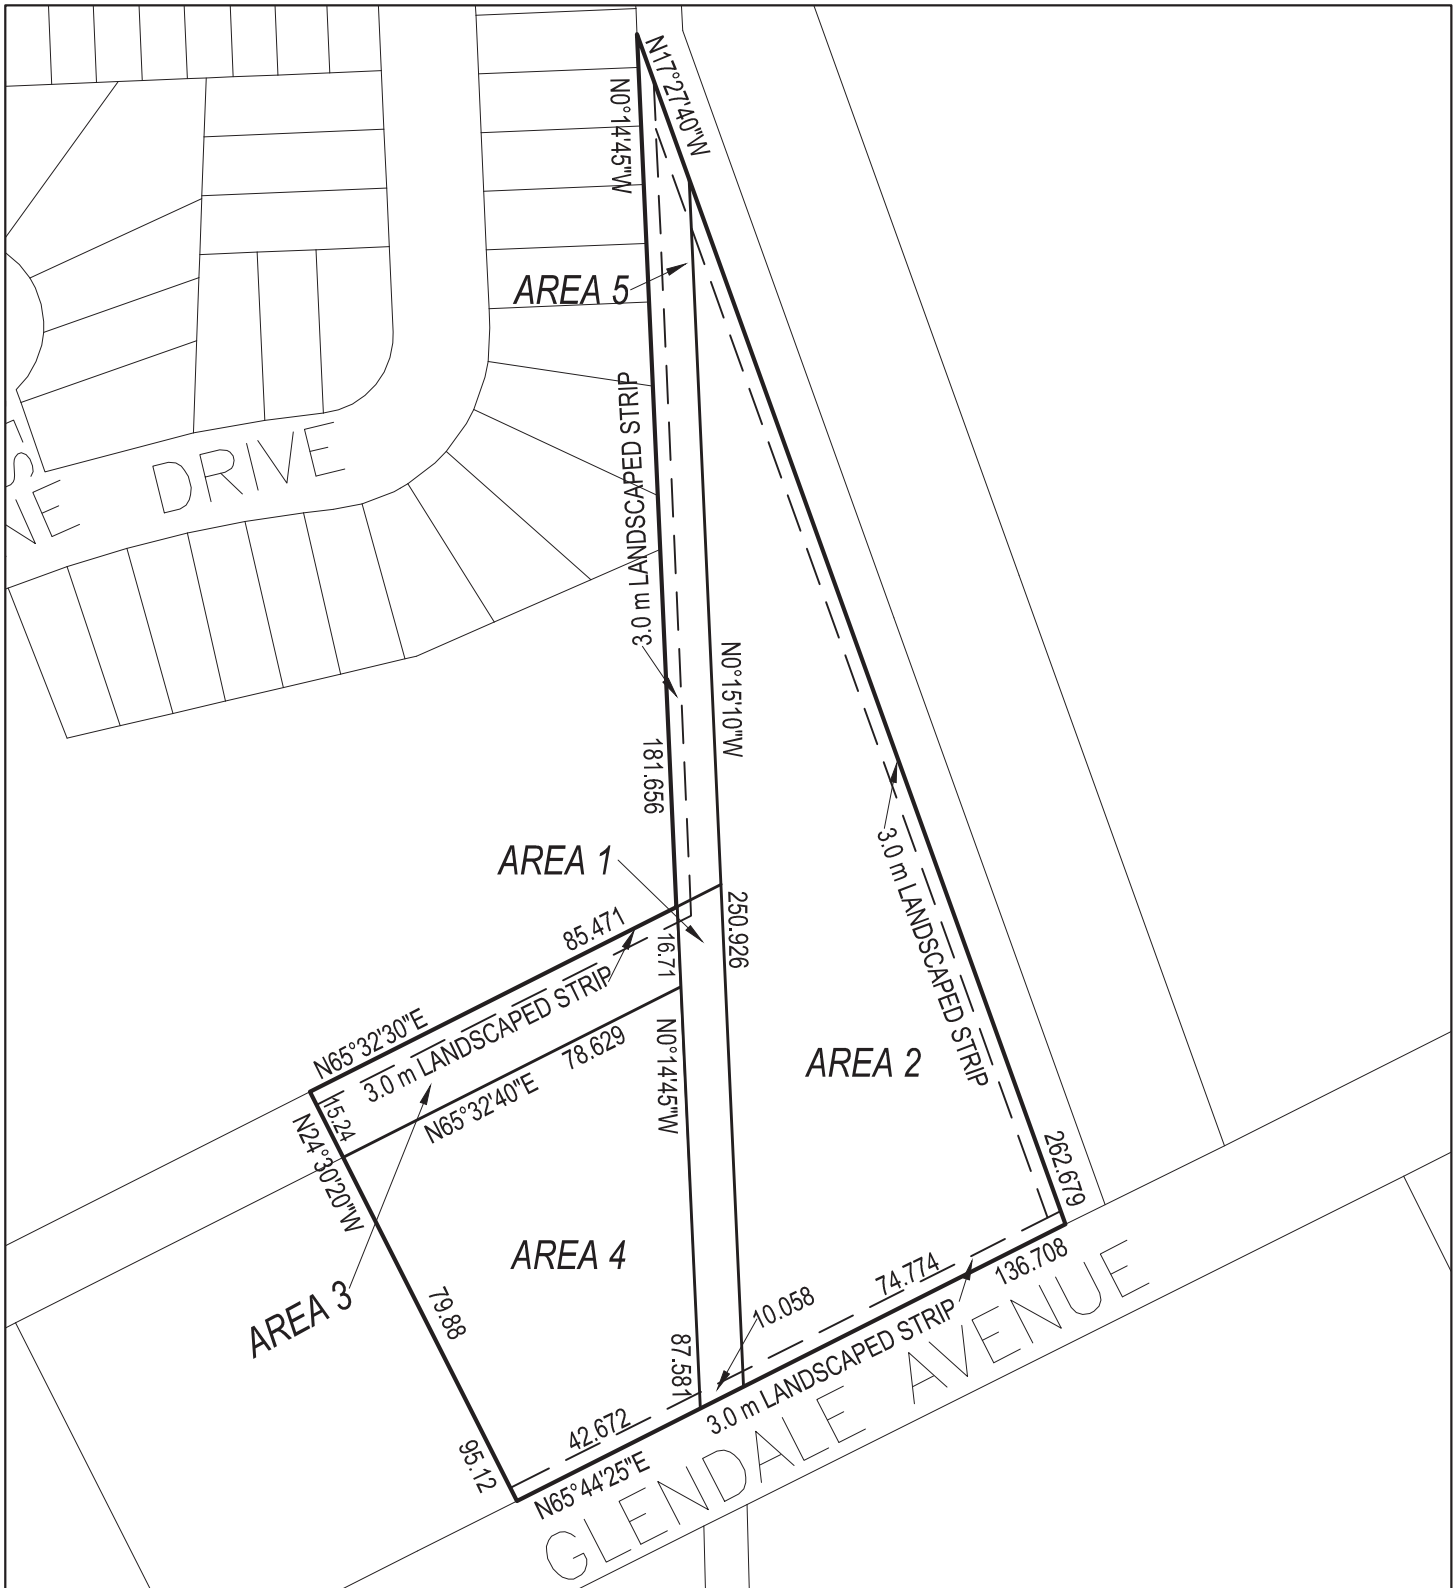 N17°27'40"W
N0°14'45"W
AREA 5
3.0 m LANDSCAPED STRIP
DRIVE
NE
S
N0°15'10"W
181.656
AREA 1
250.926
3.0 m LANDSCAPED STRIP
85.471
16.71
N65°32'30"E
3.0 m LANDSCAPED STRIP
78.629
N65°32'40"E
N0°14'45"W
AREA 2
15.24
N24°30'20"W
262.679
AREA 4
AREA 3
79.88
74.774
136.708
10.058
87.581
3.0 m LANDSCAPED STRIP
42.672
95.12
N65°44'25"E
GLENDALE AVENUE